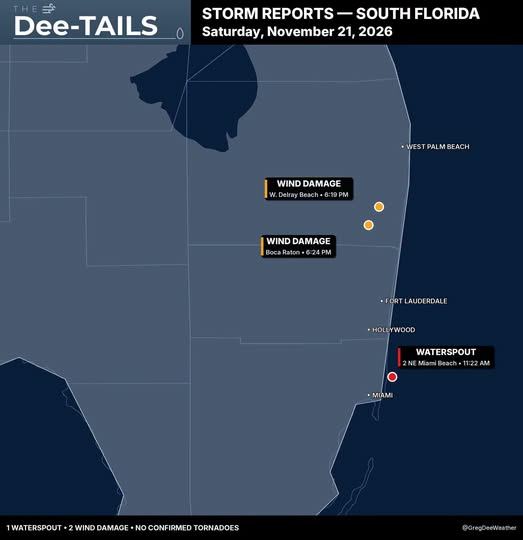 THE
Dee-TAILS
STORM REPORTS — SOUTH FLORIDA
Saturday, November 21, 2026
WEST PALM BEACH
WIND DAMAGE
W. Delray Beach • 6:19 PM
WIND DAMAGE
Boca Raton • 6:24 PM
FORT LAUDERDALE
HOLLYWOOD
WATERSPOUT
2 NE Miami Beach • 11:22 AM
MIAMI
1 WATERSPOUT • 2 WIND DAMAGE • NO CONFIRMED TORNADOES
@GregDeeWeather